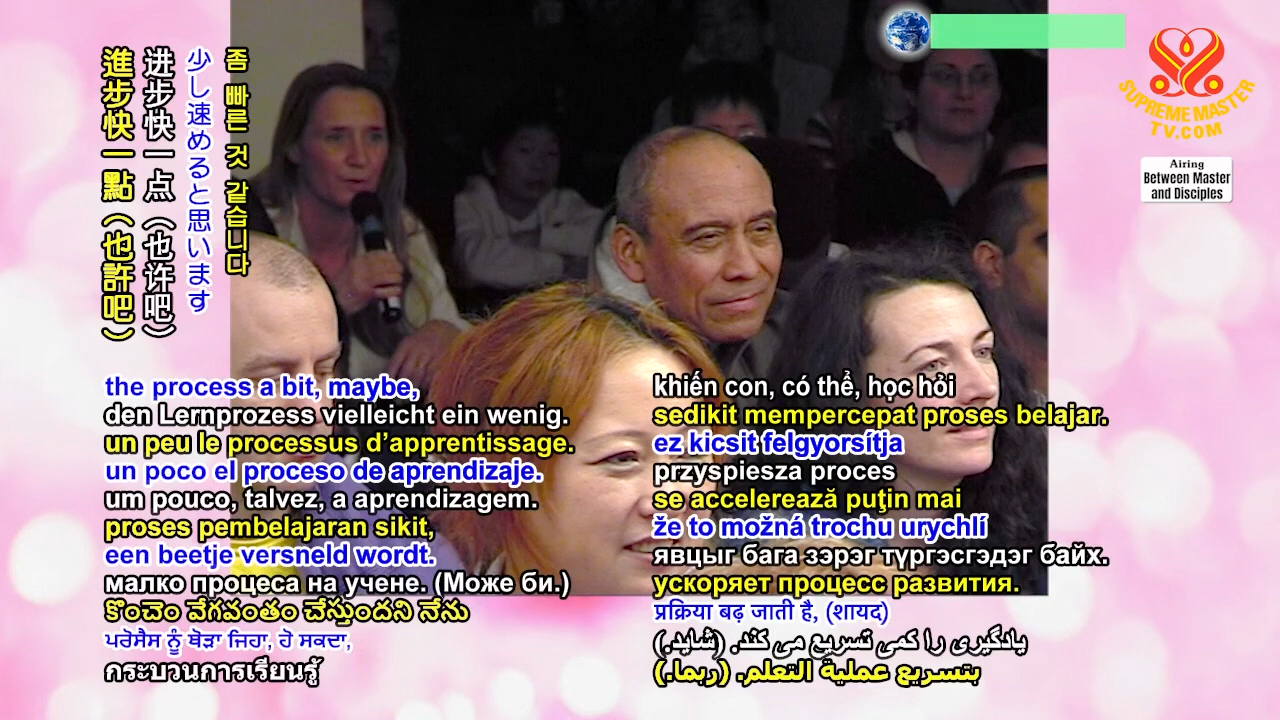 進步快一點（也許吧）
进步快一点（也许吧）
少し速めると思います
좀 빠른 것 같습니다
SUPREME MASTER
TV.COM
Airing
Between Master
and Disciples
the process a bit, maybe,
den Lernprozess vielleicht ein wenig.
un peu le processus d’apprentissage.
un poco el proceso de aprendizaje.
um pouco, talvez, a aprendizagem.
proses pembelajaran sikit,
een beetje versneld wordt.
малко процеса на учене. (Може би.)
కొంచెం వేగవంతం చేస్తుందని నేను
ਪਰੋਸੈਸ ਨੂੰ ਥੋੜਾ ਜਿਹਾ, ਹੋ ਸਕਦਾ,
กระบวนการเรียนรู้
khiến con, có thể, học hỏi
sedikit mempercepat proses belajar.
ez kicsit felgyorsítja
przyspiesza proces
se accelerează puţin mai
že to možná trochu urychlí
явцыг бага зэрэг түргэсгэдэг байх.
ускоряет процесс развития.
प्रक्रिया बढ़ जाती है, (शायद)
یادگیری را کمی تسریع می کند. (شاید.)
بتسريع عملية التعلم. (ربما.)